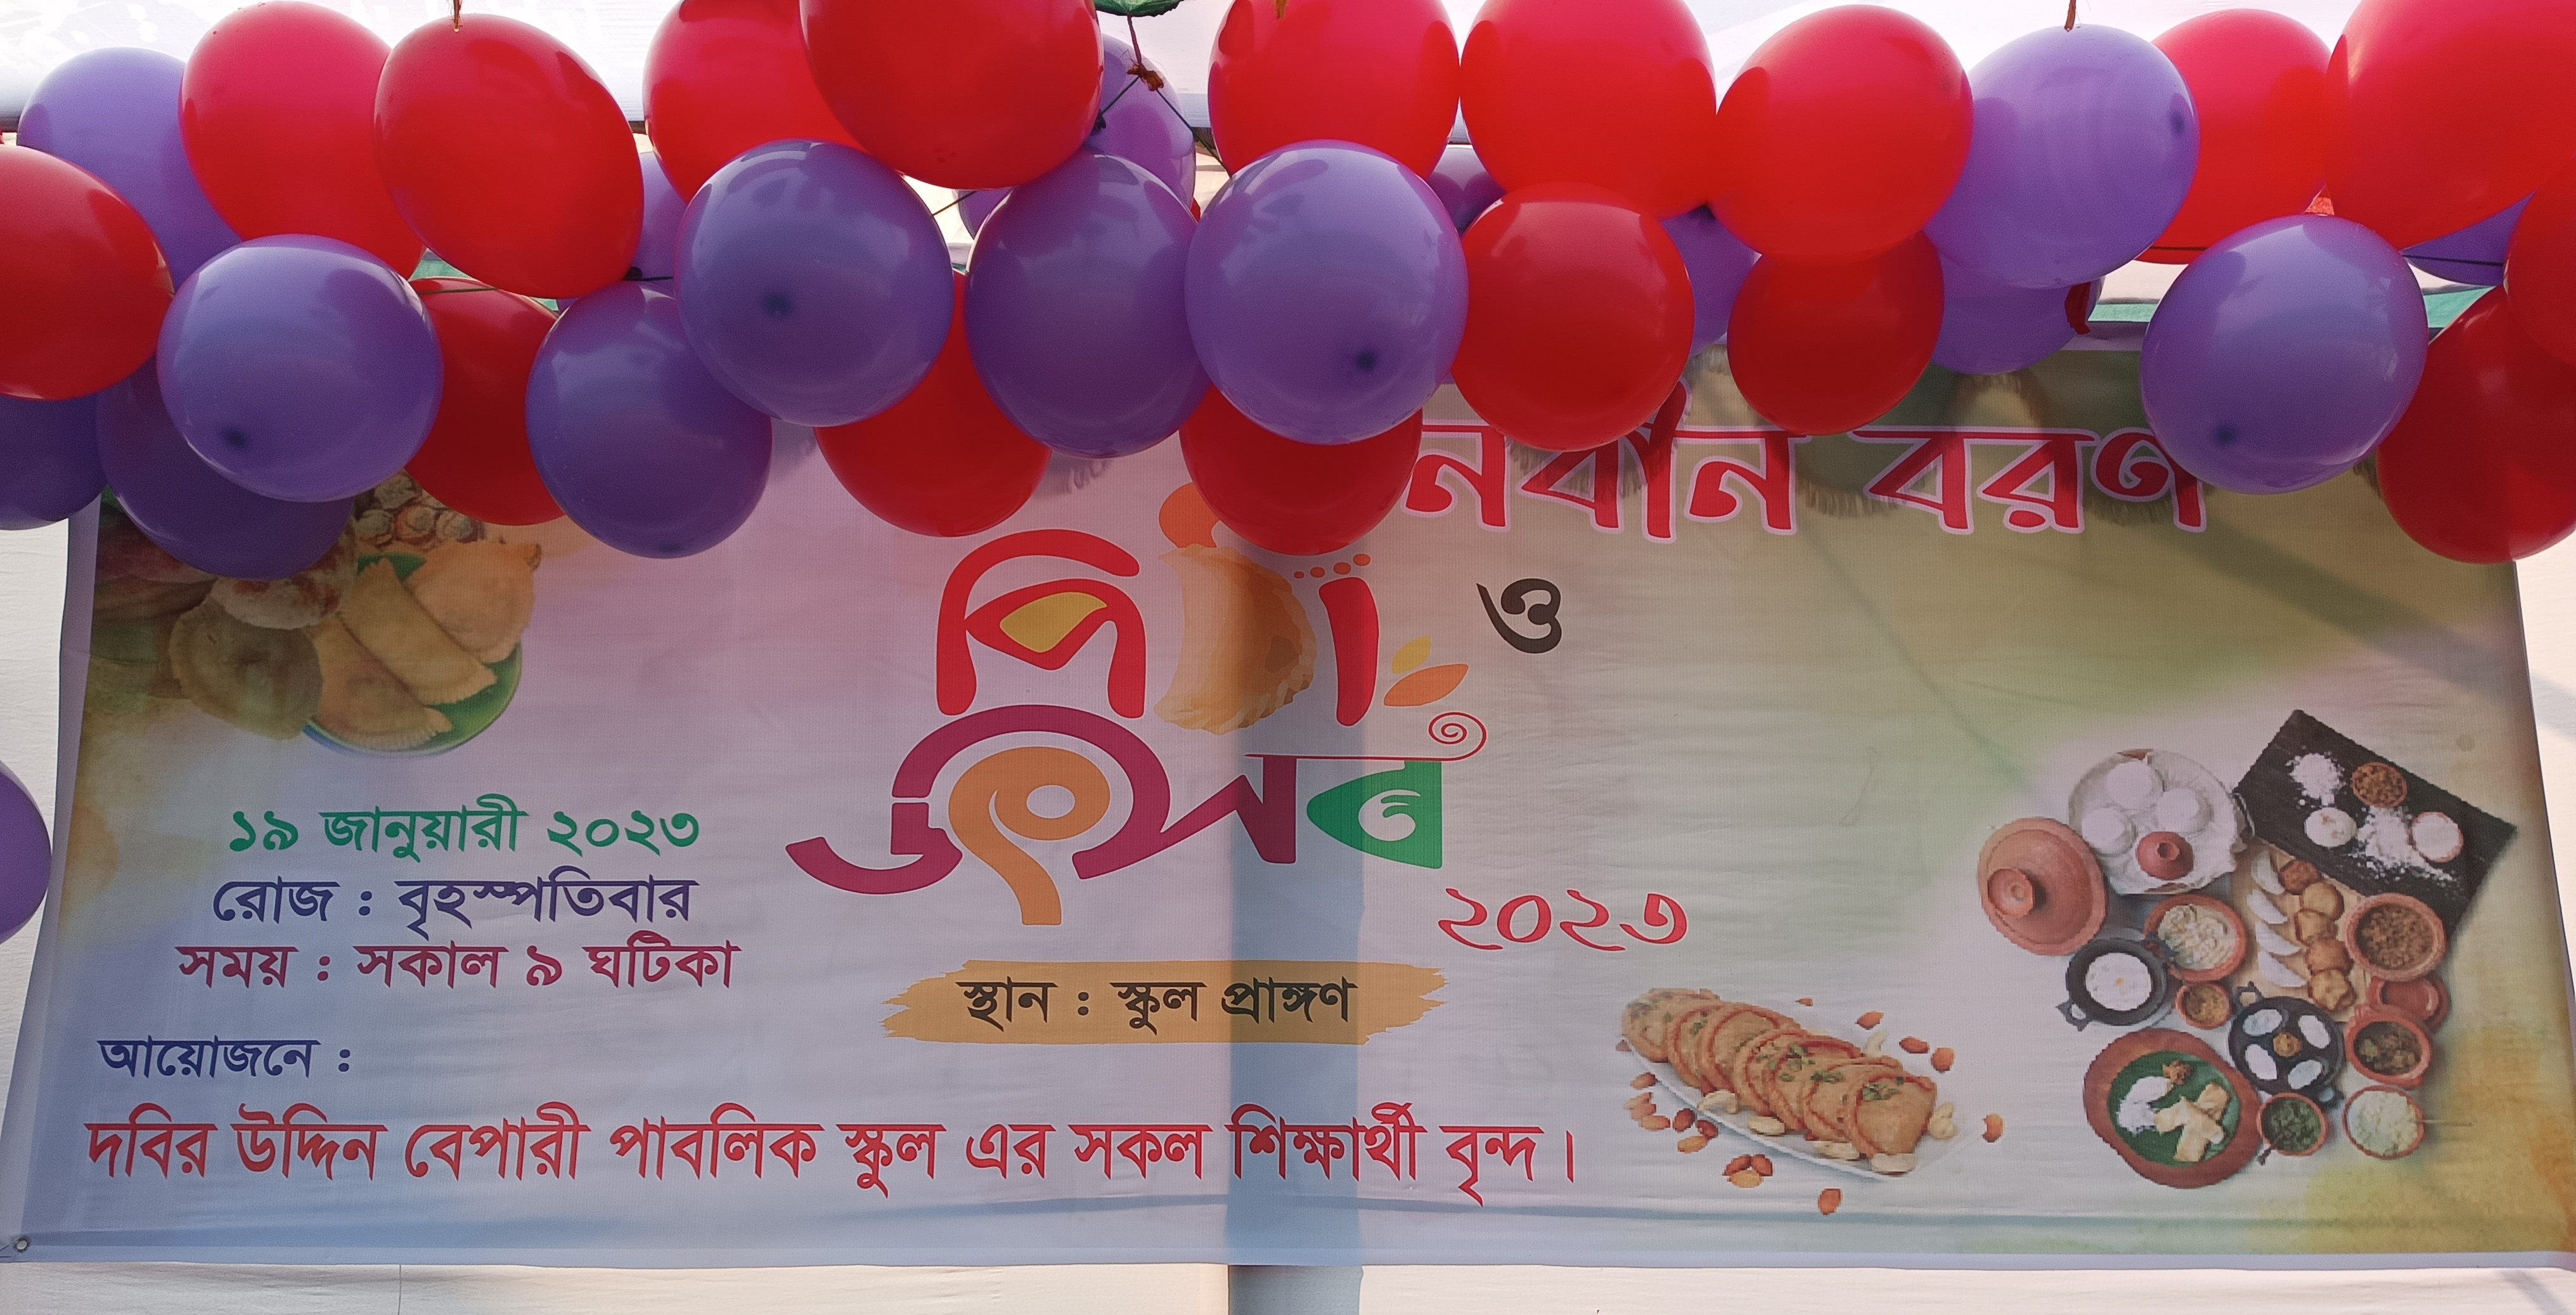 নবীন বরণ
ও
পিঠা
উৎসব
২০২৩
১৯ জানুয়ারী ২০২৩
রোজ : বৃহস্পতিবার
সময় : সকাল ৯ ঘটিকা
স্থান : স্কুল প্রাঙ্গণ
আয়োজনে :
দবির উদ্দিন বেপারী পাবলিক স্কুল এর সকল শিক্ষার্থী বৃন্দ।